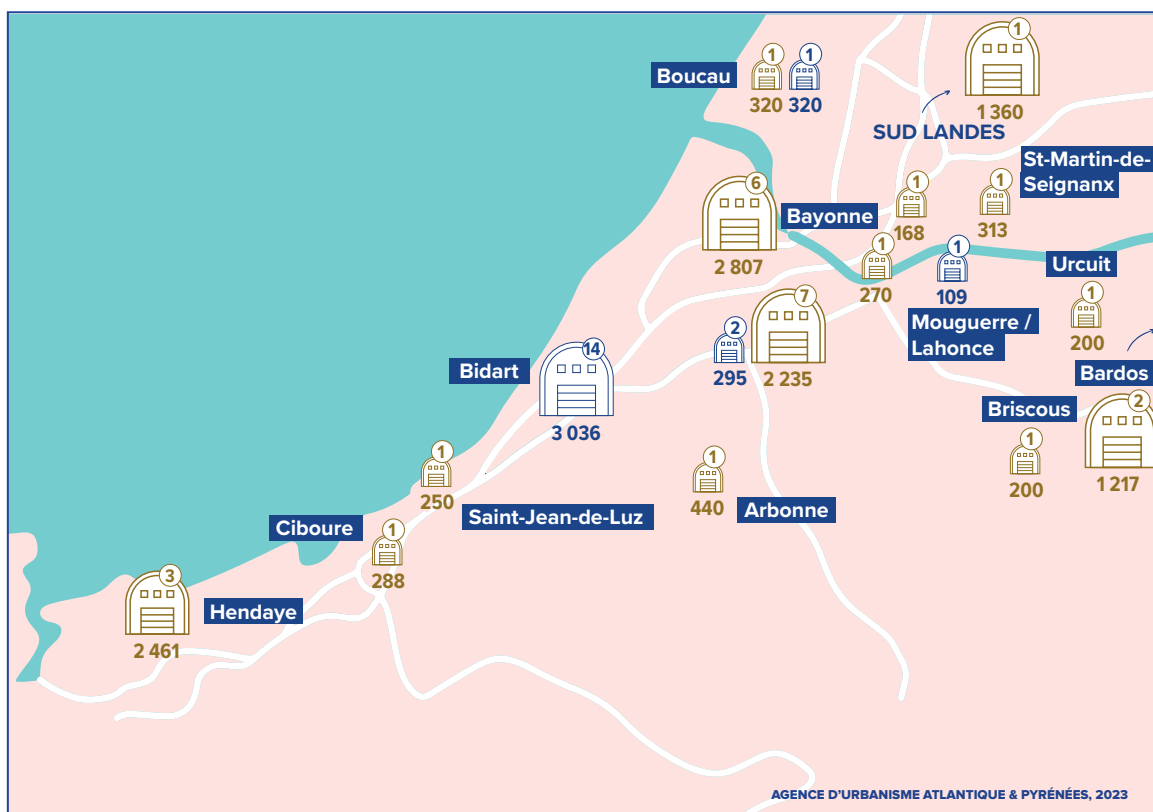 1
1
1
Boucau
320
320
1 360
SUD LANDES
St-Martin-de-
Seignanx
1
1
6
Bayonne
168
313
2 807
1
1
270
109
Urcuit
Mouguerre /
Lahonce
1
200
7
2
295
2 235
Bardos
14
Bidart
3 036
Briscous
2
1
200
1 217
1
250
Saint-Jean-de-Luz
1
440
Arbonne
Ciboure
1
288
3
Hendaye
2 461
AGENCE D'URBANISME ATLANTIQUE & PYRÉNÉES, 2023